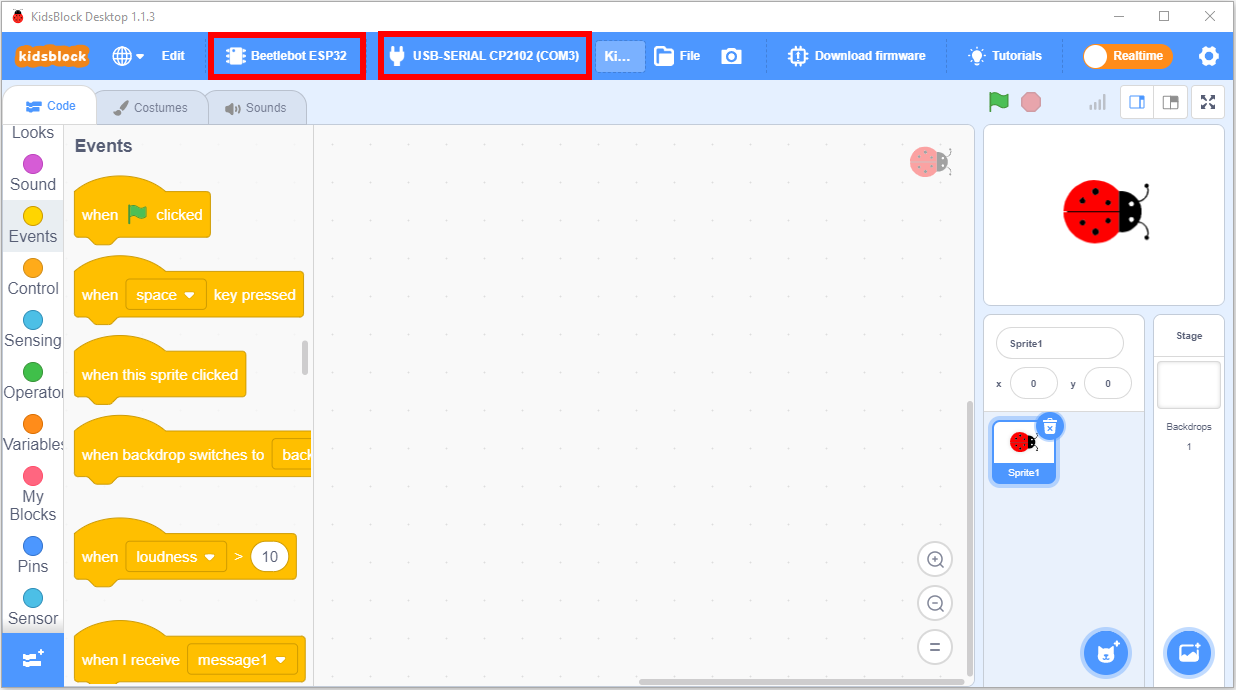 KidsBlock Desktop 1.1.3
kidsblock
Edit
Beetlebot ESP32
USB-SERIAL CP2102 (COM3)
Ki...
File
Download firmware
Tutorials
Realtime
Code
Costumes
Sounds
Looks
Sound
Events
Control
Sensing
Operator
Variables
My
Blocks
Pins
Sensor
Events
when clicked
when space key pressed
when this sprite clicked
when backdrop switches to back
when loudness > 10
when I receive message1
Sprite1
x 0 y 0
Sprite1
Stage
Backdrops
1